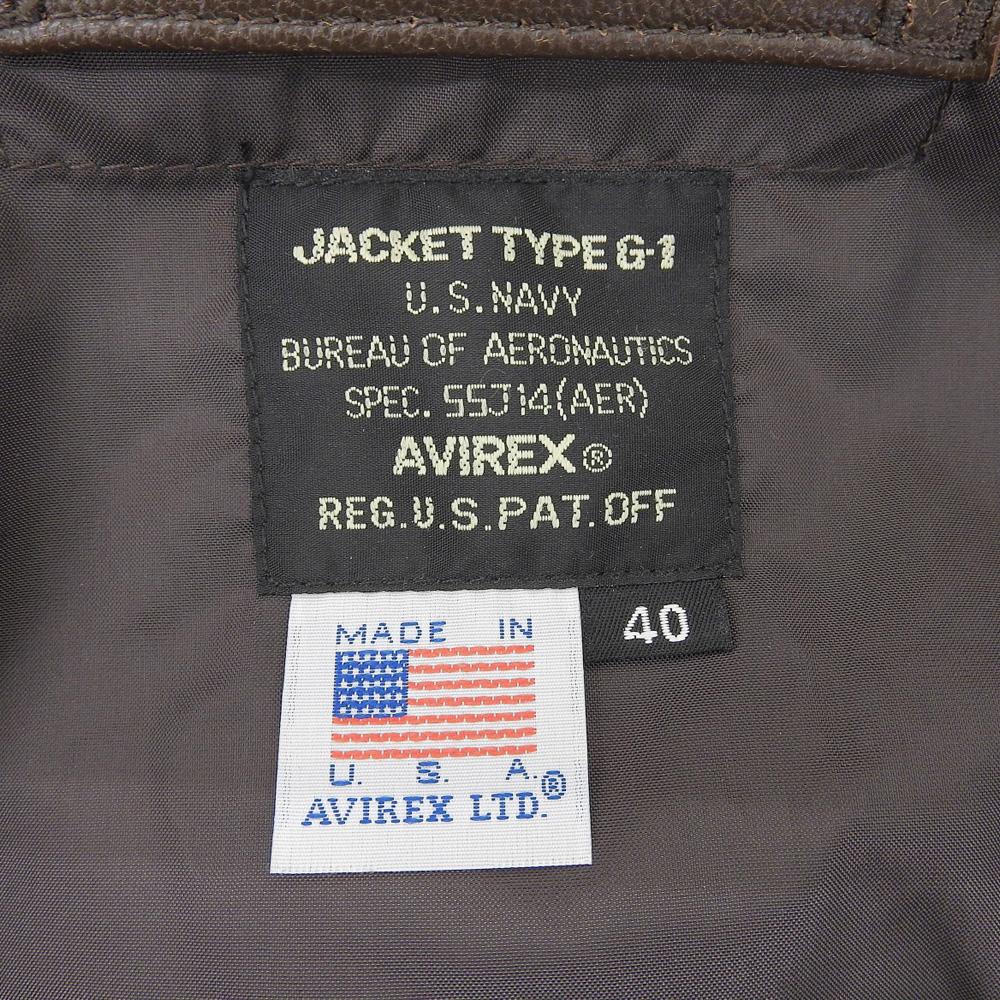 JACKET TYPE G-1
U.S. NAVY
BUREAU OF AERONAUTICS
SPEC. 55J14(AER)
AVIREX®
REG.U.S.PAT.OFF
40
MADE IN
U. S. A.
AVIREX LTD.®